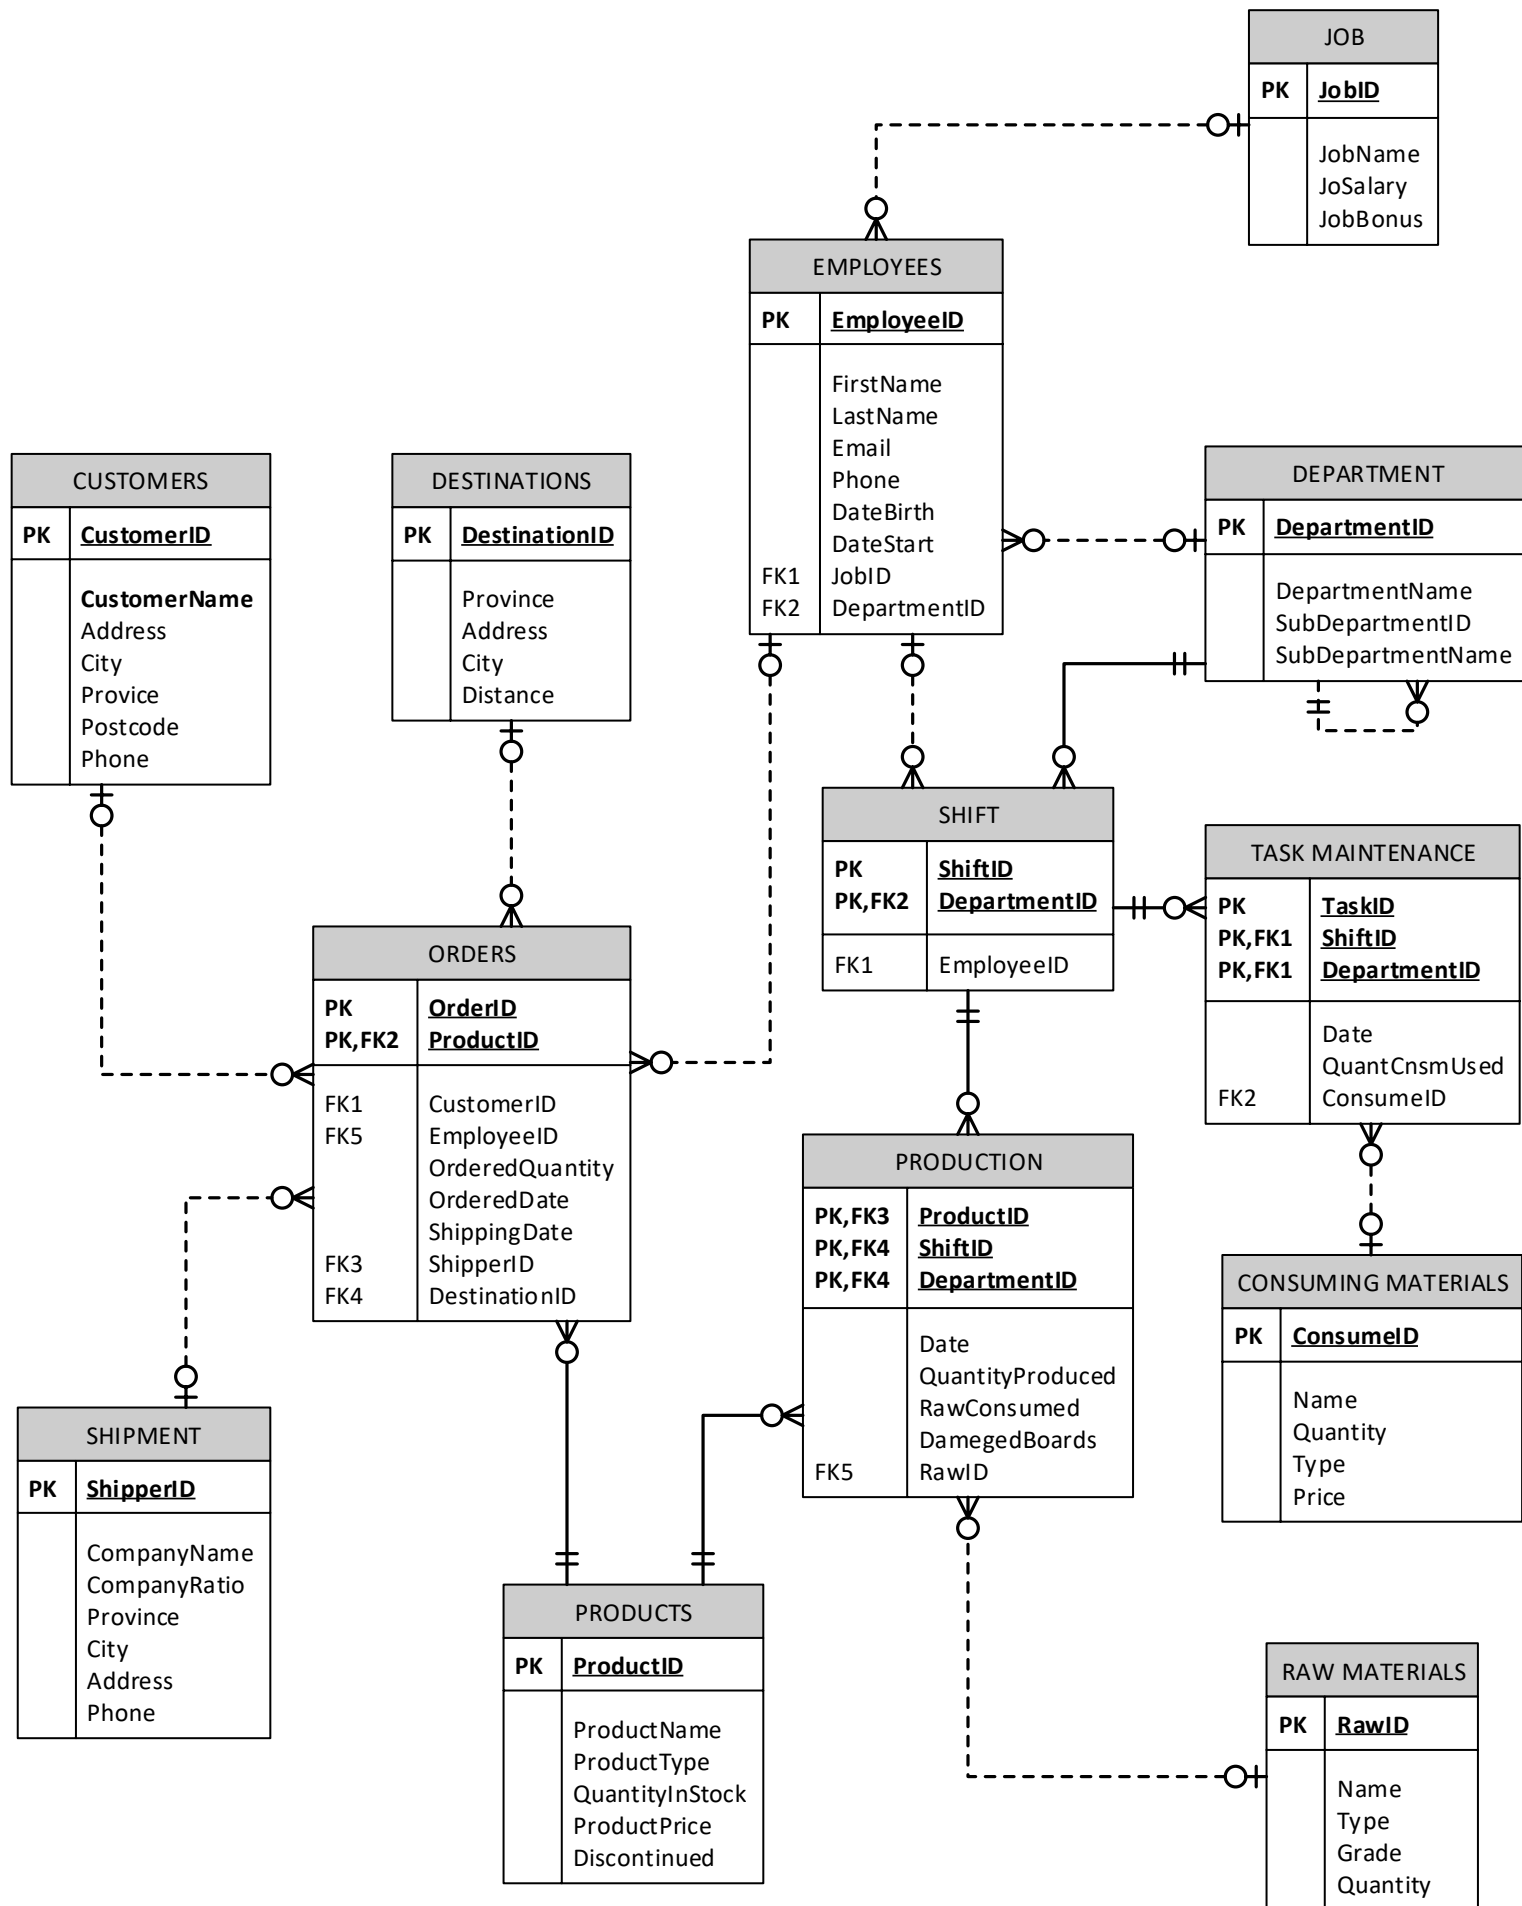 JOB
PK JobID
JobName
JoSalary
JobBonus
EMPLOYEES
PK EmployeeID
FirstName
LastName
Email
Phone
DateBirth
DateStart
FK1 JobID
FK2 DepartmentID
CUSTOMERS
PK CustomerID
CustomerName
Address
City
Provice
Postcode
Phone
DESTINATIONS
PK DestinationID
Province
Address
City
Distance
DEPARTMENT
PK DepartmentID
DepartmentName
SubDepartmentID
SubDepartmentName
SHIFT
PK ShiftID
PK,FK2 DepartmentID
FK1 EmployeeID
TASK MAINTENANCE
PK TaskID
PK,FK1 ShiftID
PK,FK1 DepartmentID
Date
QuantCnsmUsed
FK2 ConsumeID
ORDERS
PK OrderID
PK,FK2 ProductID
FK1 CustomerID
FK5 EmployeeID
OrderedQuantity
OrderedDate
ShippingDate
FK3 ShipperID
FK4 DestinationID
PRODUCTION
PK,FK3 ProductID
PK,FK4 ShiftID
PK,FK4 DepartmentID
Date
QuantityProduced
RawConsumed
DamegedBoards
FK5 RawID
CONSUMING MATERIALS
PK ConsumeID
Name
Quantity
Type
Price
SHIPMENT
PK ShipperID
CompanyName
CompanyRatio
Province
City
Address
Phone
PRODUCTS
PK ProductID
ProductName
ProductType
QuantityInStock
ProductPrice
Discontinued
RAW MATERIALS
PK RawID
Name
Type
Grade
Quantity